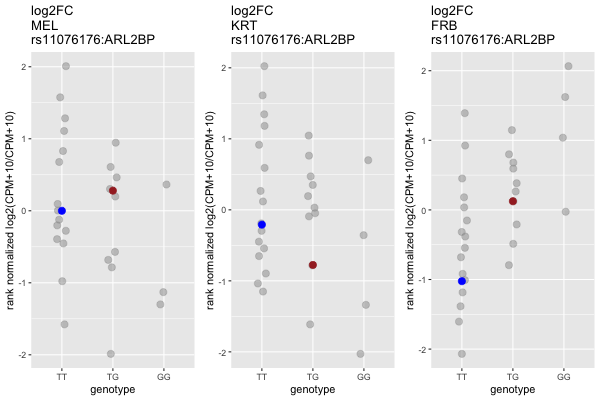 log2FC
MEL
rs11076176:ARL2BP
rank normalized log2(CPM+10/CPM+10)
2
1
0
-1
-2
TT
TG
GG
genotype
log2FC
KRT
rs11076176:ARL2BP
rank normalized log2(CPM+10/CPM+10)
2
1
0
-1
-2
TT
TG
GG
genotype
log2FC
FRB
rs11076176:ARL2BP
rank normalized log2(CPM+10/CPM+10)
2
1
0
-1
-2
TT
TG
GG
genotype